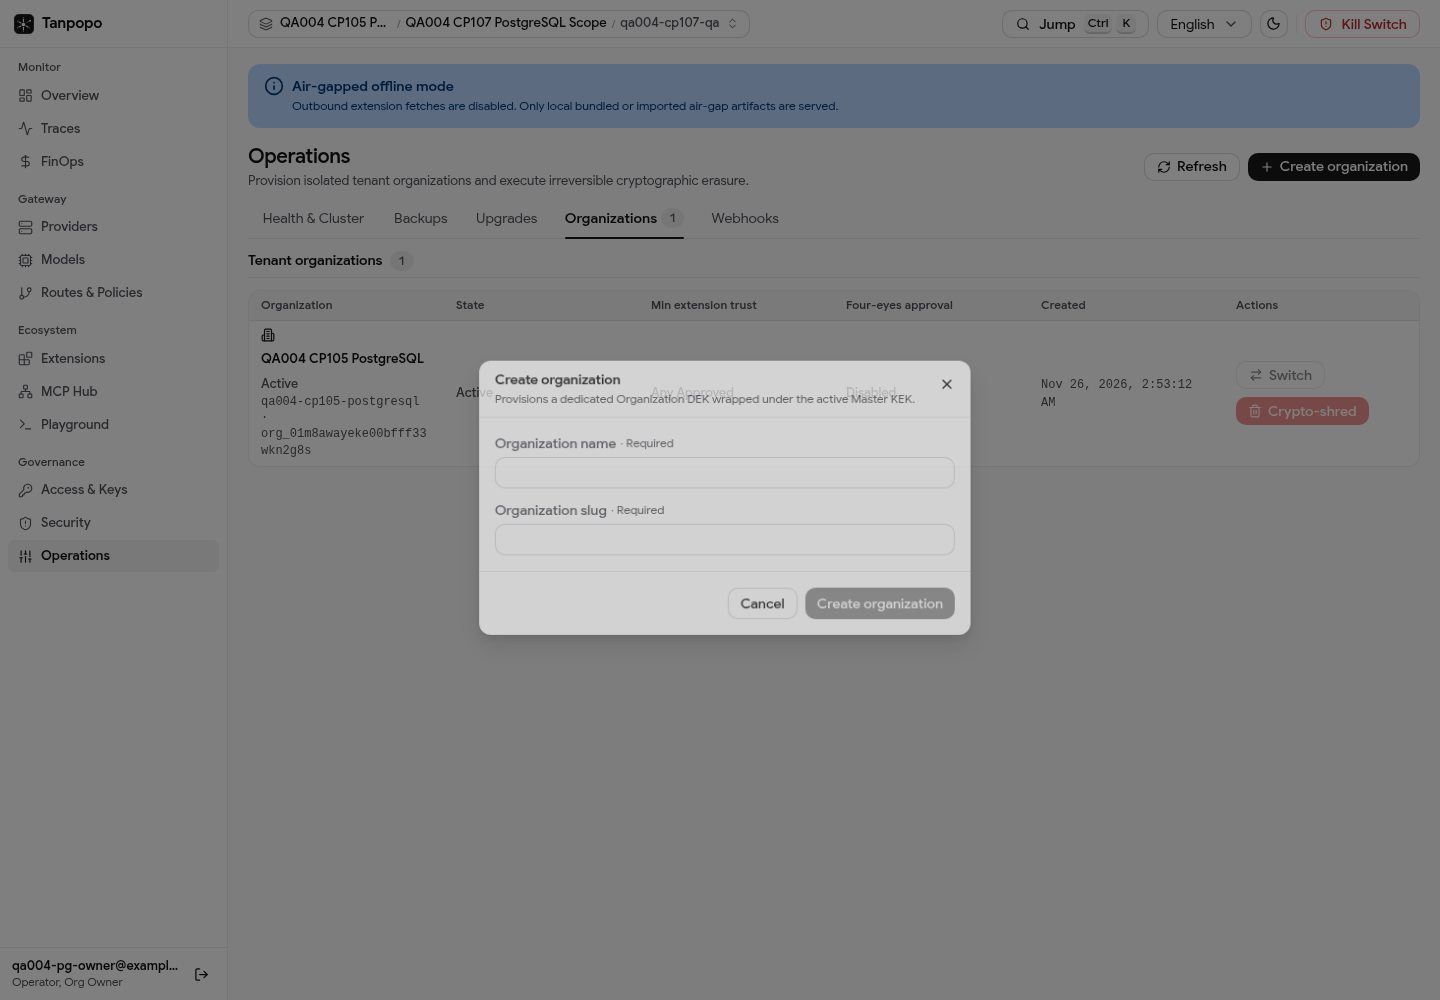 Tanpopo
QA004 CP105 P... / QA004 CP107 PostgreSQL Scope / qa004-cp107-qa
Jump Ctrl K
English
Kill Switch
Monitor
Overview
Traces
FinOps
Gateway
Providers
Models
Routes & Policies
Ecosystem
Extensions
MCP Hub
Playground
Governance
Access & Keys
Security
Operations
qa004-pg-owner@exampl...
Operator, Org Owner
Air-gapped offline mode
Outbound extension fetches are disabled. Only local bundled or imported air-gap artifacts are served.
Operations
Provision isolated tenant organizations and execute irreversible cryptographic erasure.
Refresh
Create organization
Health & Cluster Backups Upgrades Organizations 1 Webhooks
Tenant organizations 1
Organization State Min extension trust Four-eyes approval Created Actions
QA004 CP105 PostgreSQL
Active
qa004-cp105-postgresql
·
org_01m8awayeke00bfff33
wkn2g8s
Active
Any Approved
Disabled
Nov 26, 2026, 2:53:12
AM
Switch
Crypto-shred
Create organization
Provisions a dedicated Organization DEK wrapped under the active Master KEK.
Organization name · Required
Organization slug · Required
Cancel
Create organization